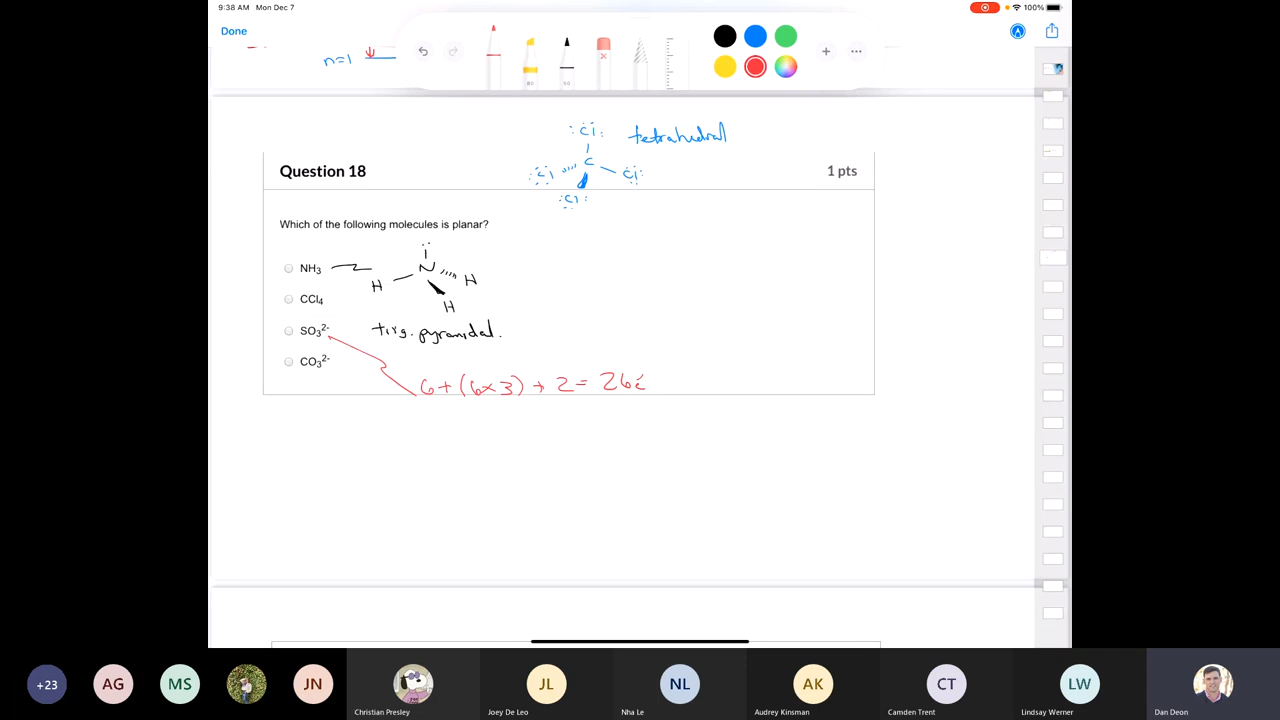 9:38 AM Mon Dec 7
100%
Done
n=1
Cl
tetrahedral
C
Cl
Cl
Cl
Question 18
1 pts
Which of the following molecules is planar?
NH3
N
H
H
H
CCl4
SO3 2-
trig. pyramidal.
CO3 2-
6+(6×3) + 2 = 26e-
+23
AG
MS
JN
JL
NL
AK
CT
LW
Christian Presley
Joey De Leo
Nha Le
Audrey Kinsman
Camden Trent
Lindsay Werner
Dan Deon